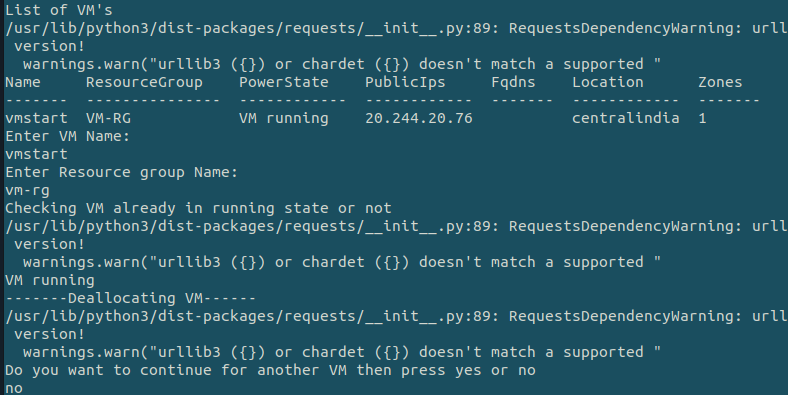 List of VM's
/usr/lib/python3/dist-packages/requests/__init__.py:89: RequestsDependencyWarning: urll
 version!
  warnings.warn("urllib3 ({}) or chardet ({}) doesn't match a supported "
Name     ResourceGroup    PowerState    PublicIps     Fqdns    Location      Zones
-------  ---------------  ------------  ------------  -------  ------------  -------
vmstart  VM-RG            VM running    20.244.20.76           centralindia  1
Enter VM Name:
vmstart
Enter Resource group Name:
vm-rg
Checking VM already in running state or not
/usr/lib/python3/dist-packages/requests/__init__.py:89: RequestsDependencyWarning: urll
 version!
  warnings.warn("urllib3 ({}) or chardet ({}) doesn't match a supported "
VM running
-------Deallocating VM------
/usr/lib/python3/dist-packages/requests/__init__.py:89: RequestsDependencyWarning: urll
 version!
  warnings.warn("urllib3 ({}) or chardet ({}) doesn't match a supported "
Do you want to continue for another VM then press yes or no
no